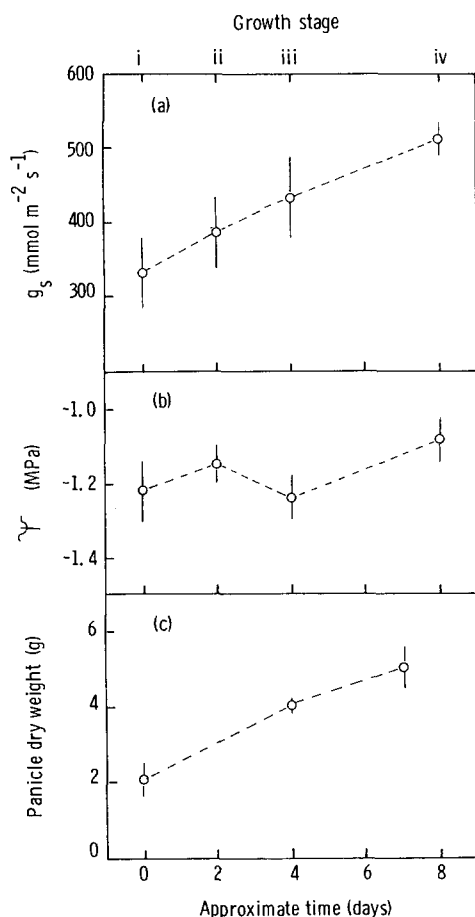 Growth stage
i ii iii iv
600
(a)
500
400
300
g_s (mmol m⁻² s⁻¹)
(b)
-1.0
-1.2
-1.4
Ψ (MPa)
(c)
6
4
2
0
Panicle dry weight (g)
0 2 4 6 8
Approximate time (days)